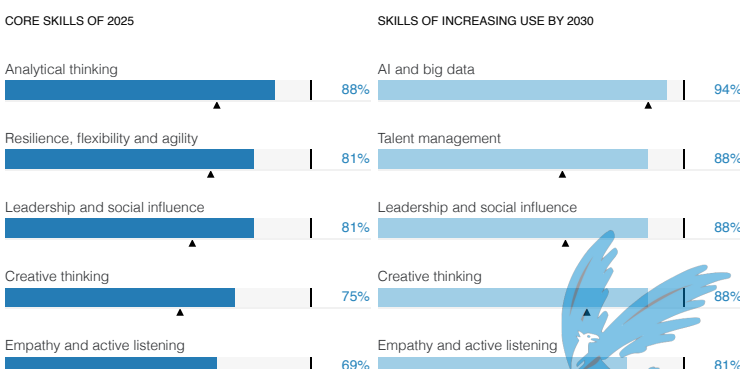 CORE SKILLS OF 2025
Analytical thinking
88%
Resilience, flexibility and agility
81%
Leadership and social influence
81%
Creative thinking
75%
Empathy and active listening
69%
SKILLS OF INCREASING USE BY 2030
AI and big data
94%
Talent management
88%
Leadership and social influence
88%
Creative thinking
88%
Empathy and active listening
81%